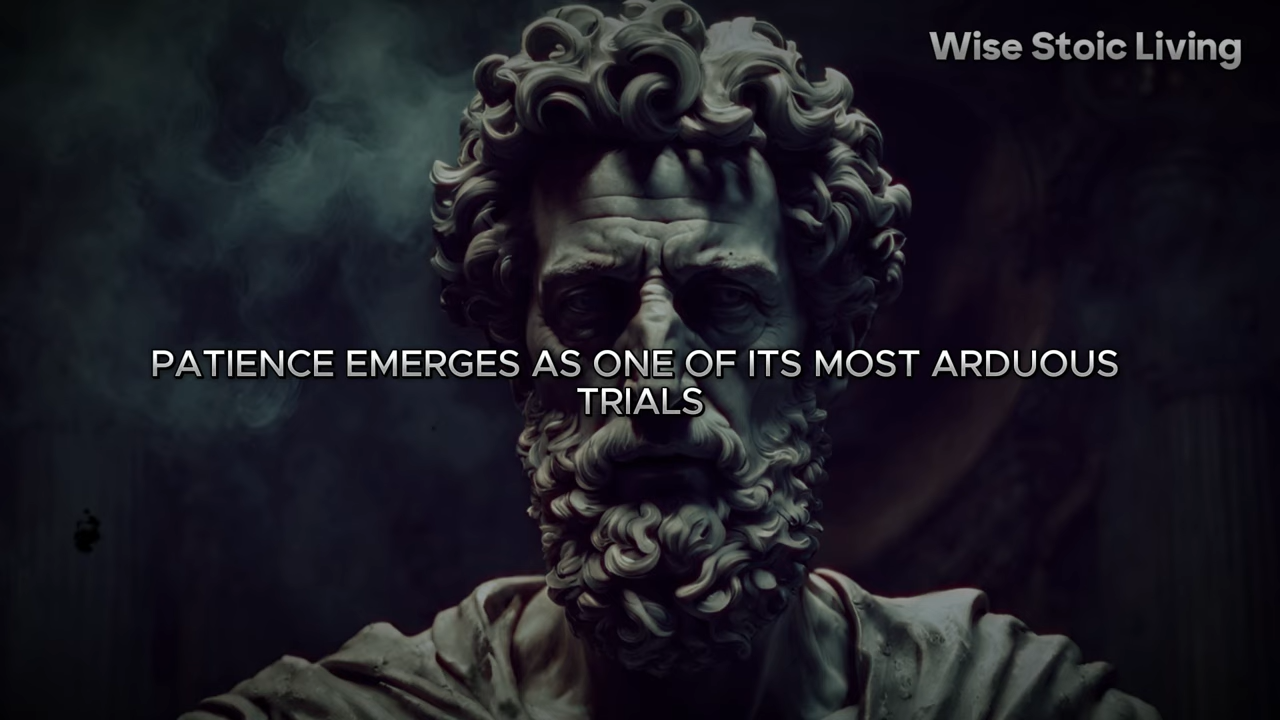 Wise Stoic Living
PATIENCE EMERGES AS ONE OF ITS MOST ARDUOUS
TRIALS